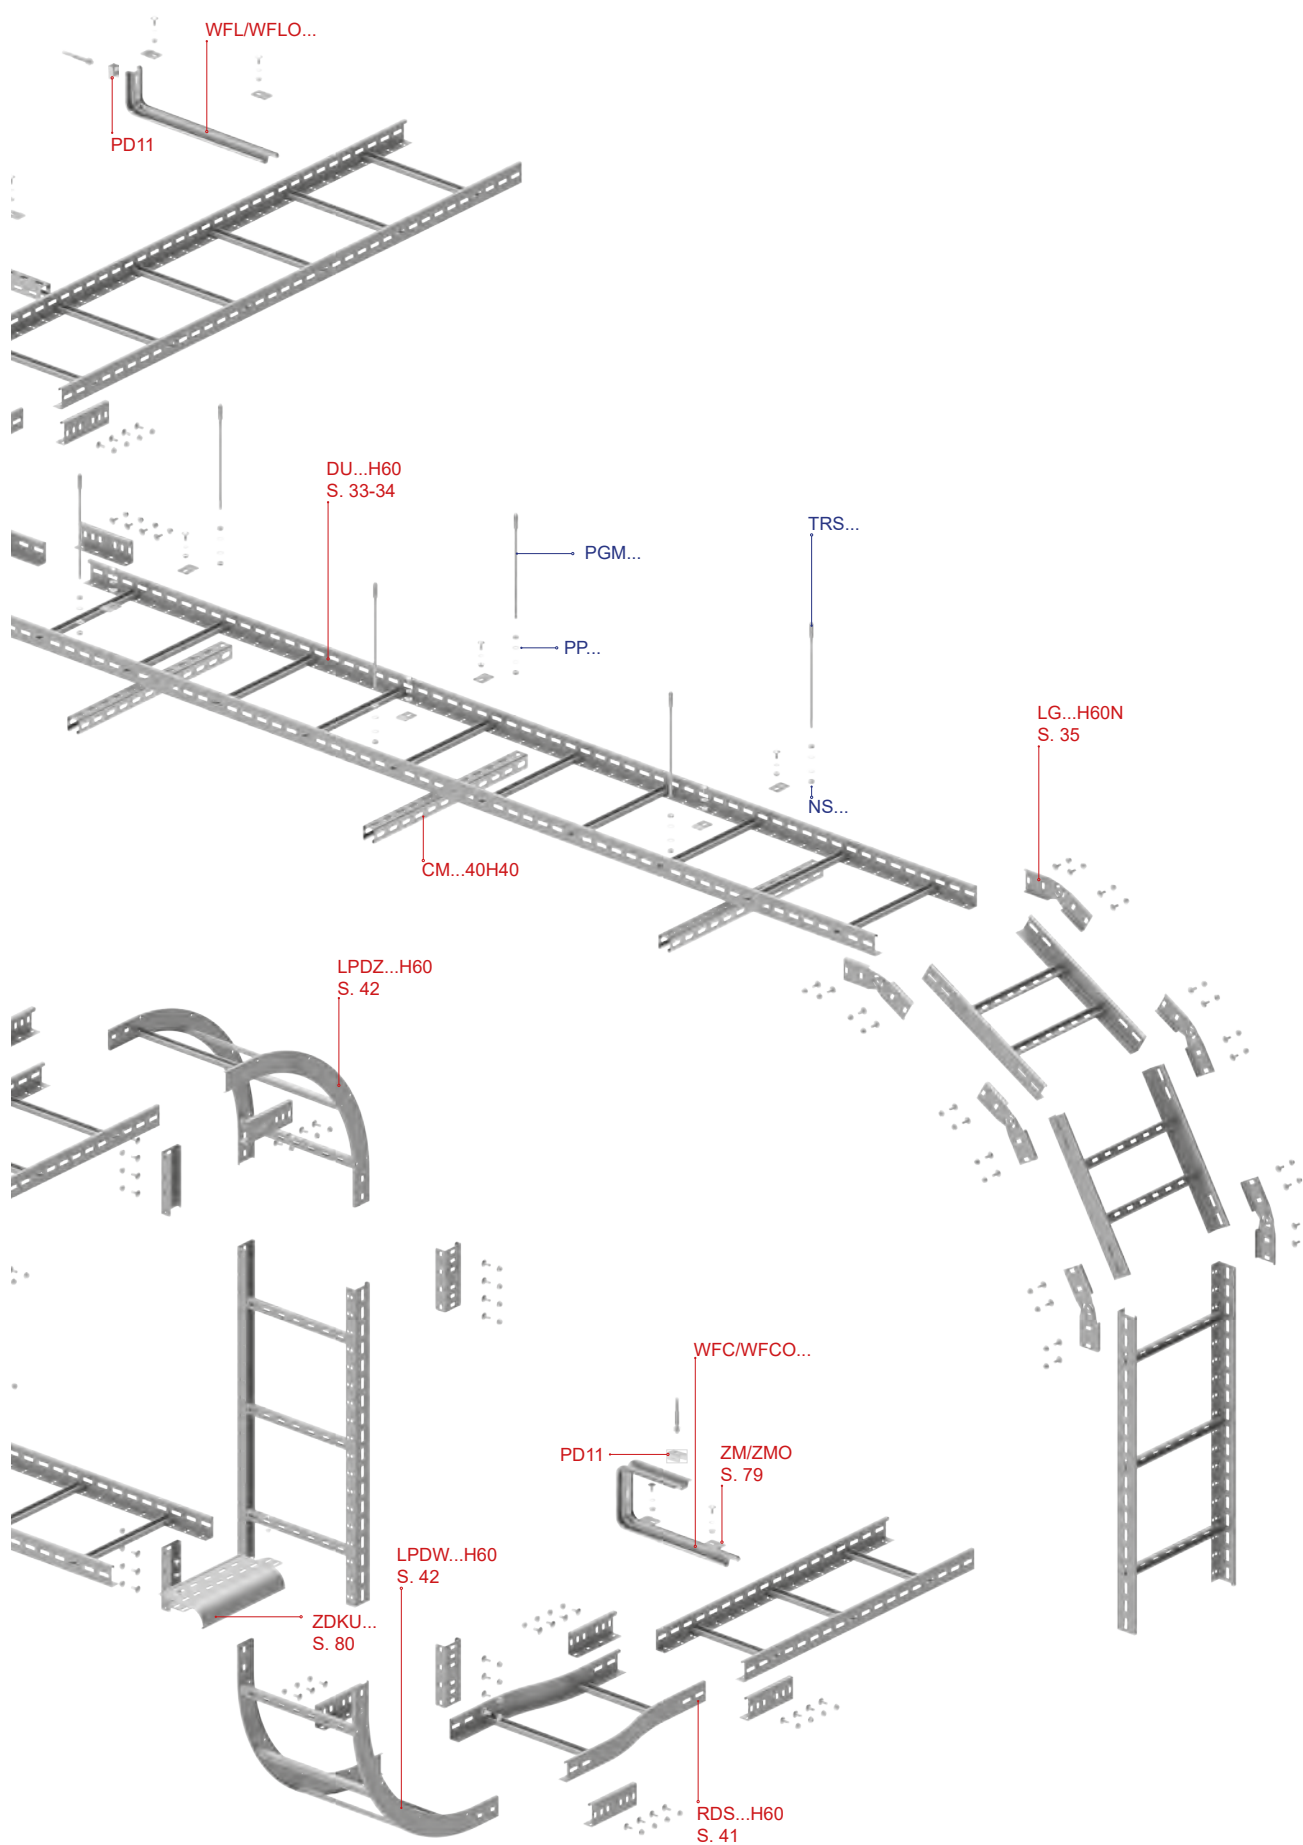 WFL/WFLO...
PD11
DU...H60
S. 33-34
TRS...
PGM...
PP...
LG...H60N
S. 35
NS...
CM...40H40
LPDZ...H60
S. 42
WFC/WFCO...
PD11
ZM/ZMO
S. 79
LPDW...H60
S. 42
ZDKU...
S. 80
RDS...H60
S. 41